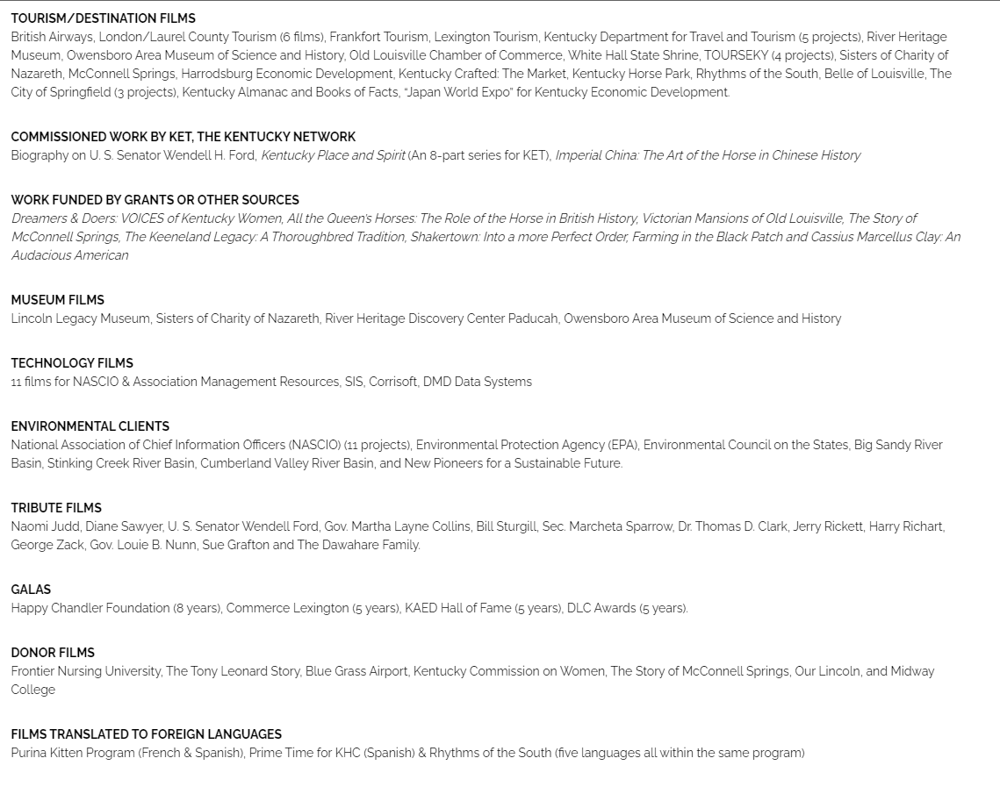 TOURISM/DESTINATION FILMS
British Airways, London/Laurel County Tourism (6 films), Frankfort Tourism, Lexington Tourism, Kentucky Department for Travel and Tourism (5 projects), River Heritage
Museum, Owensboro Area Museum of Science and History, Old Louisville Chamber of Commerce, White Hall State Shrine, TOURSEKY (4 projects), Sisters of Charity of
Nazareth, McConnell Springs, Harrodsburg Economic Development, Kentucky Crafted: The Market, Kentucky Horse Park, Rhythms of the South, Belle of Louisville, The
City of Springfield (3 projects), Kentucky Almanac and Books of Facts, “Japan World Expo” for Kentucky Economic Development.
COMMISSIONED WORK BY KET, THE KENTUCKY NETWORK
Biography on U. S. Senator Wendell H. Ford, Kentucky Place and Spirit (An 8-part series for KET), Imperial China: The Art of the Horse in Chinese History
WORK FUNDED BY GRANTS OR OTHER SOURCES
Dreamers & Doers: VOICES of Kentucky Women, All the Queen’s Horses: The Role of the Horse in British History, Victorian Mansions of Old Louisville, The Story of
McConnell Springs, The Keeneland Legacy: A Thoroughbred Tradition, Shakertown: Into a more Perfect Order, Farming in the Black Patch and Cassius Marcellus Clay: An
Audacious American
MUSEUM FILMS
Lincoln Legacy Museum, Sisters of Charity of Nazareth, River Heritage Discovery Center Paducah, Owensboro Area Museum of Science and History
TECHNOLOGY FILMS
11 films for NASCIO & Association Management Resources, SIS, Corrisoft, DMD Data Systems
ENVIRONMENTAL CLIENTS
National Association of Chief Information Officers (NASCIO) (11 projects), Environmental Protection Agency (EPA), Environmental Council on the States, Big Sandy River
Basin, Stinking Creek River Basin, Cumberland Valley River Basin, and New Pioneers for a Sustainable Future.
TRIBUTE FILMS
Naomi Judd, Diane Sawyer, U. S. Senator Wendell Ford, Gov. Martha Layne Collins, Bill Sturgill, Sec. Marcheta Sparrow, Dr. Thomas D. Clark, Jerry Rickett, Harry Richart,
George Zack, Gov. Louie B. Nunn, Sue Grafton and The Dawahare Family.
GALAS
Happy Chandler Foundation (8 years), Commerce Lexington (5 years), KAED Hall of Fame (5 years), DLC Awards (5 years).
DONOR FILMS
Frontier Nursing University, The Tony Leonard Story, Blue Grass Airport, Kentucky Commission on Women, The Story of McConnell Springs, Our Lincoln, and Midway
College
FILMS TRANSLATED TO FOREIGN LANGUAGES
Purina Kitten Program (French & Spanish), Prime Time for KHC (Spanish) & Rhythms of the South (five languages all within the same program)